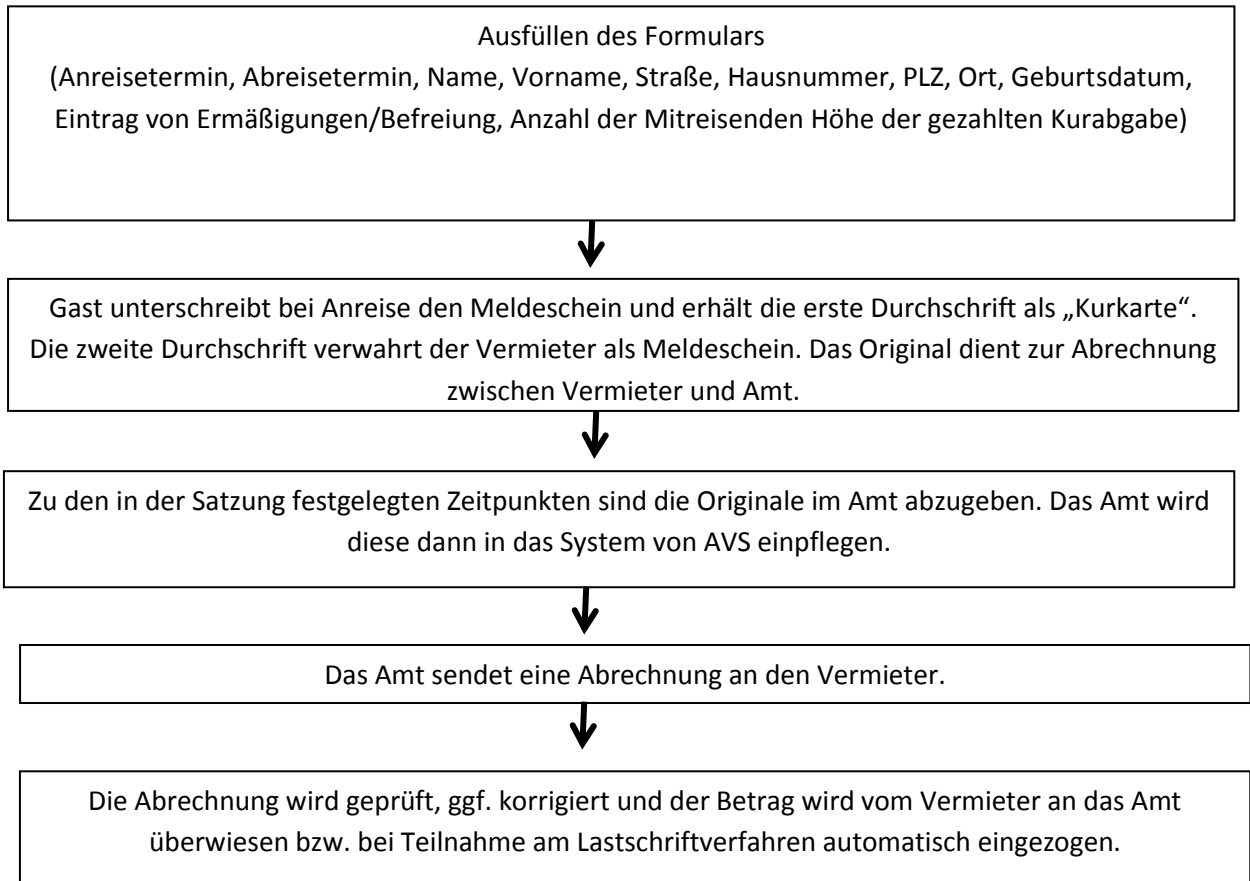 Ausfüllen des Formulars
(Anreisetermin, Abreisetermin, Name, Vorname, Straße, Hausnummer, PLZ, Ort, Geburtsdatum,
Eintrag von Ermäßigungen/Befreiung, Anzahl der Mitreisenden Höhe der gezahlten Kurabgabe)
Gast unterschreibt bei Anreise den Meldeschein und erhält die erste Durchschrift als „Kurkarte“.
Die zweite Durchschrift verwahrt der Vermieter als Meldeschein. Das Original dient zur Abrechnung
zwischen Vermieter und Amt.
Zu den in der Satzung festgelegten Zeitpunkten sind die Originale im Amt abzugeben. Das Amt wird
diese dann in das System von AVS einpflegen.
Das Amt sendet eine Abrechnung an den Vermieter.
Die Abrechnung wird geprüft, ggf. korrigiert und der Betrag wird vom Vermieter an das Amt
überwiesen bzw. bei Teilnahme am Lastschriftverfahren automatisch eingezogen.